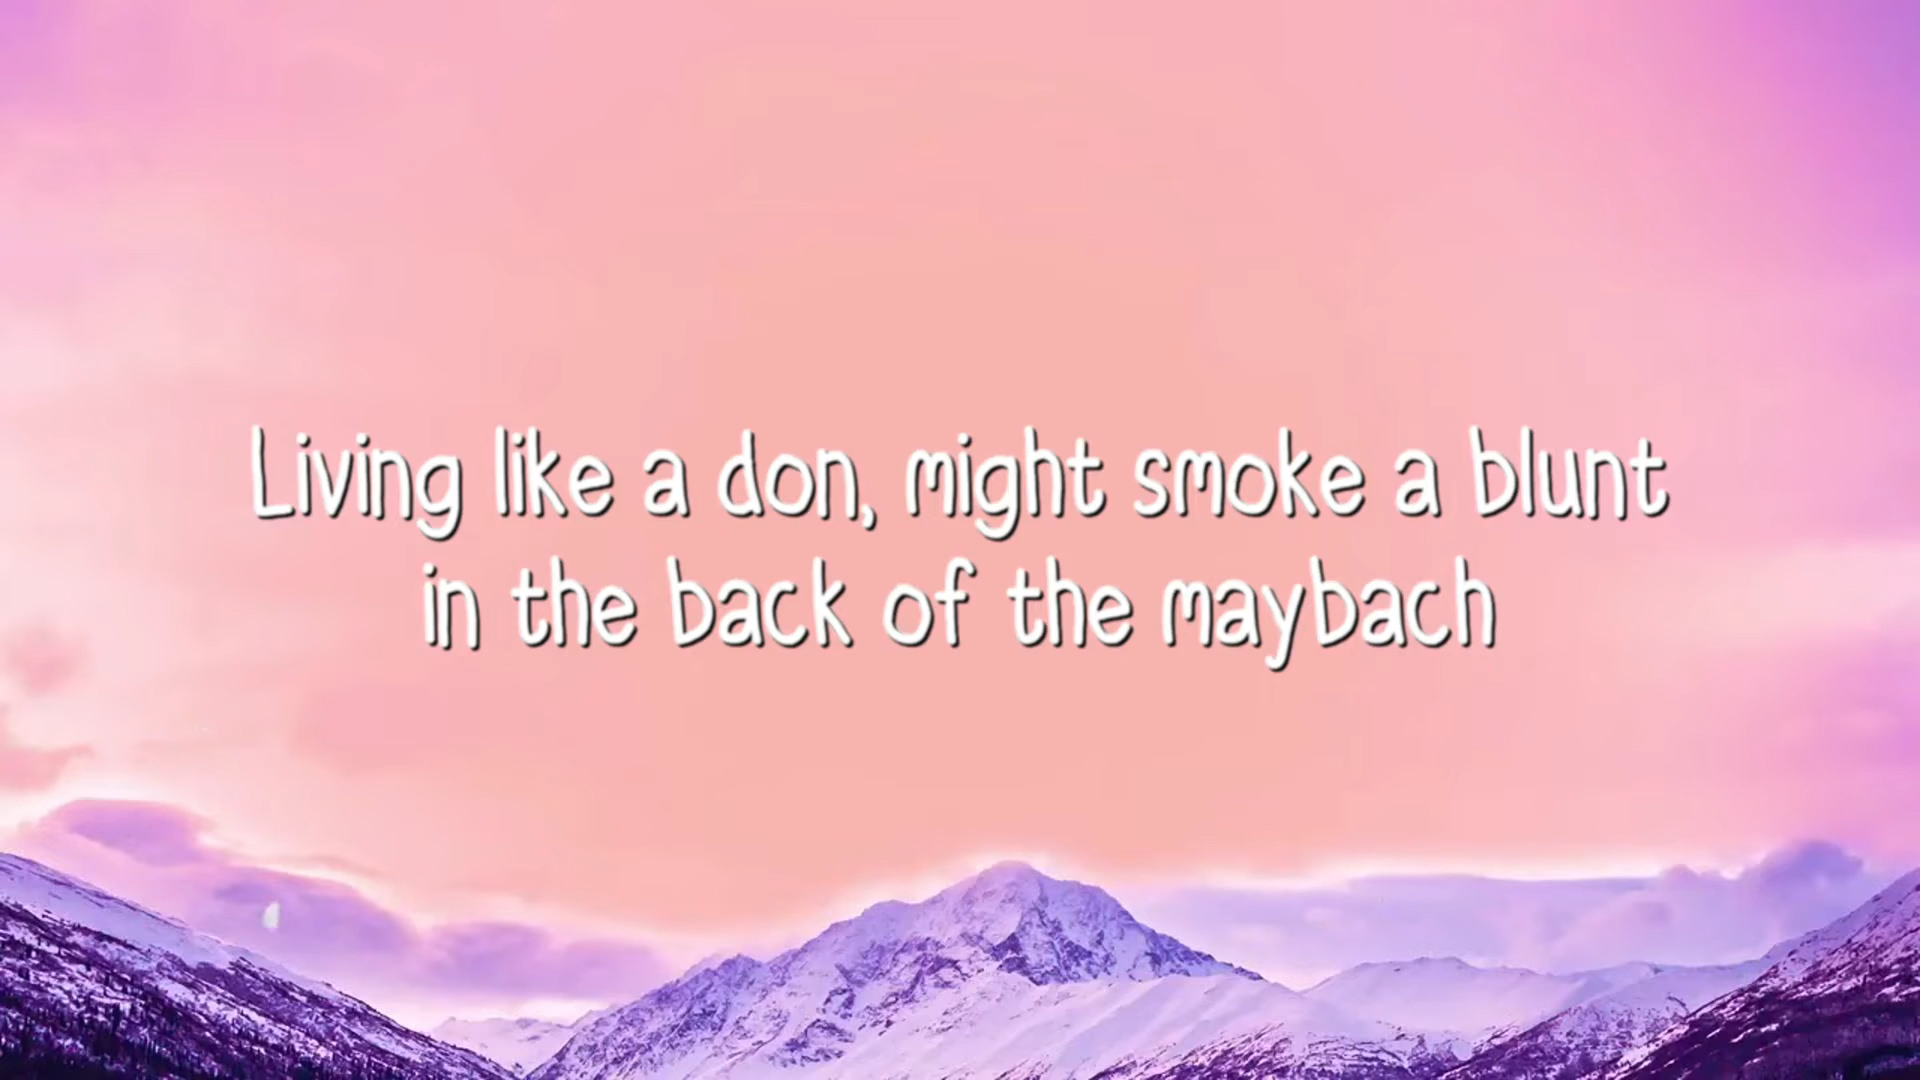 Living like a don, might smoke a blunt
in the back of the maybach